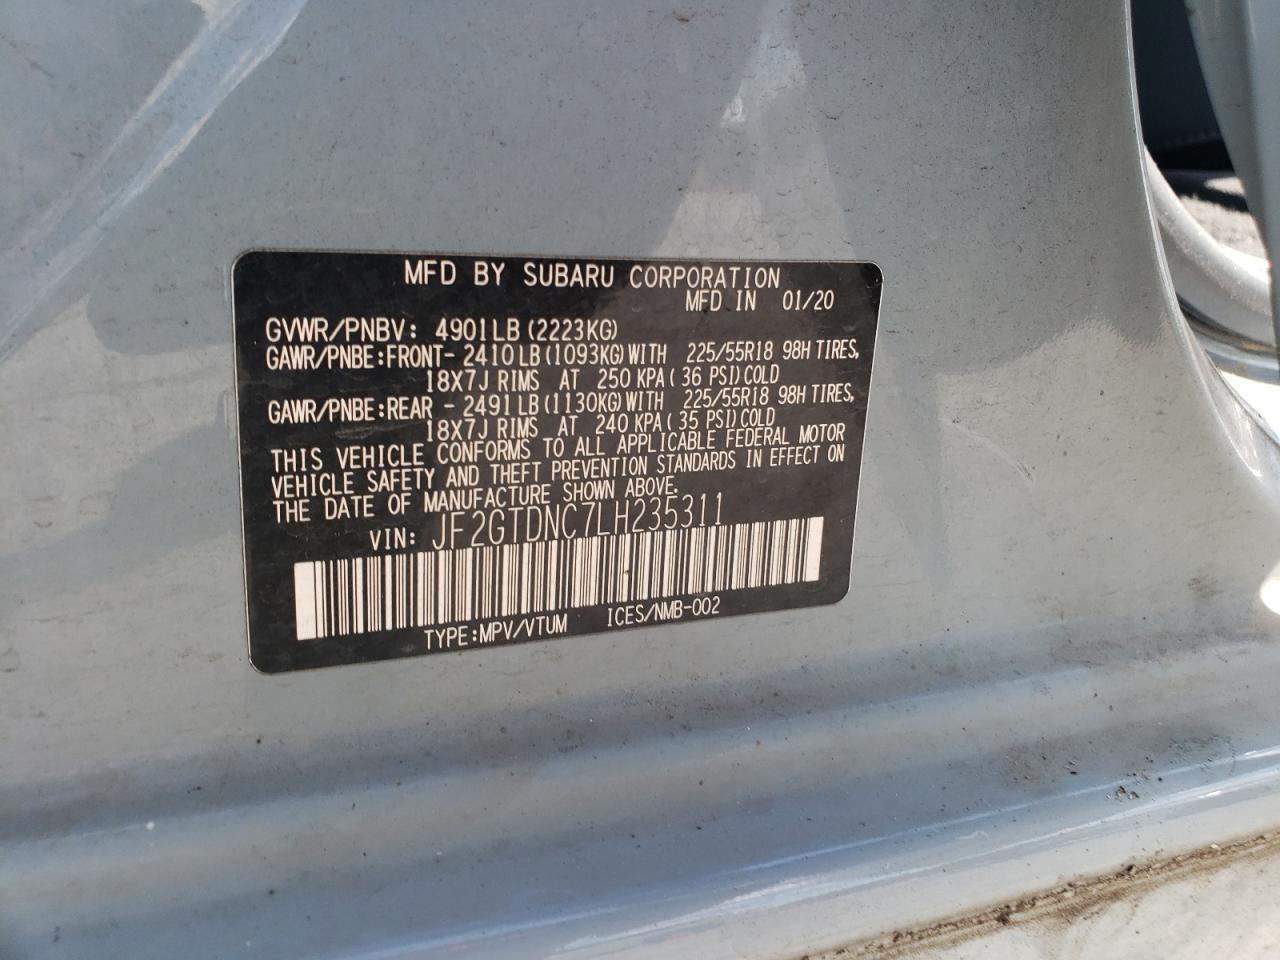 MFD BY SUBARU CORPORATION
MFD IN 01/20
GVWR/PNBV: 4901LB(2223KG)
GAWR/PNBE:FRONT- 2410LB(1093KG)WITH 225/55R18 98H TIRES,
18X7J RIMS AT 250 KPA( 36 PSI)COLD
GAWR/PNBE:REAR - 2491LB(1130KG)WITH 225/55R18 98H TIRES,
18X7J RIMS AT 240 KPA( 35 PSI)COLD
THIS VEHICLE CONFORMS TO ALL APPLICABLE FEDERAL MOTOR
VEHICLE SAFETY AND THEFT PREVENTION STANDARDS IN EFFECT ON
THE DATE OF MANUFACTURE SHOWN ABOVE.
VIN: JF2GTDNC7LH235311
TYPE:MPV/VTUM ICES/NMB-002